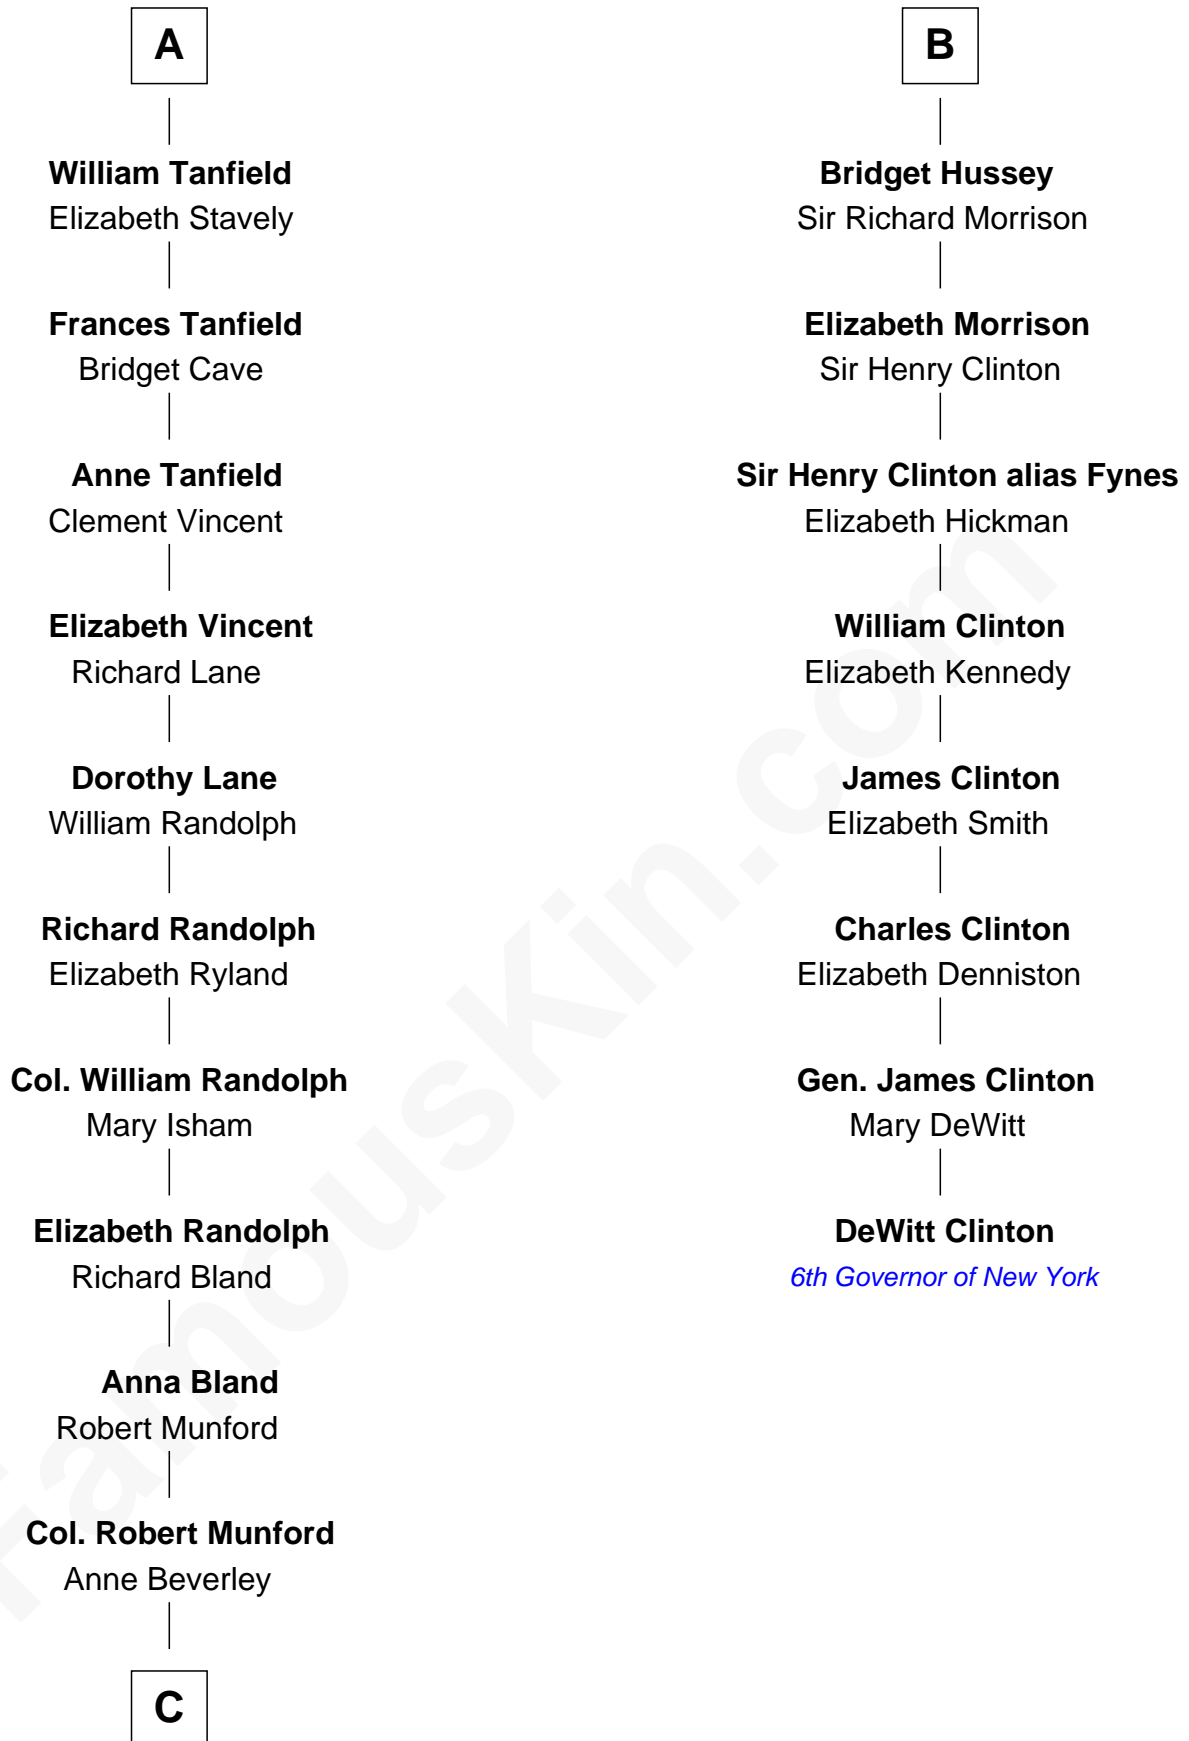 A
William Tanfield
Elizabeth Stavely
Frances Tanfield
Bridget Cave
Anne Tanfield
Clement Vincent
Elizabeth Vincent
Richard Lane
Dorothy Lane
William Randolph
Richard Randolph
Elizabeth Ryland
Col. William Randolph
Mary Isham
Elizabeth Randolph
Richard Bland
Anna Bland
Robert Munford
Col. Robert Munford
Anne Beverley
C
B
Bridget Hussey
Sir Richard Morrison
Elizabeth Morrison
Sir Henry Clinton
Sir Henry Clinton alias Fynes
Elizabeth Hickman
William Clinton
Elizabeth Kennedy
James Clinton
Elizabeth Smith
Charles Clinton
Elizabeth Denniston
Gen. James Clinton
Mary DeWitt
DeWitt Clinton
6th Governor of New York
FamousKin.com